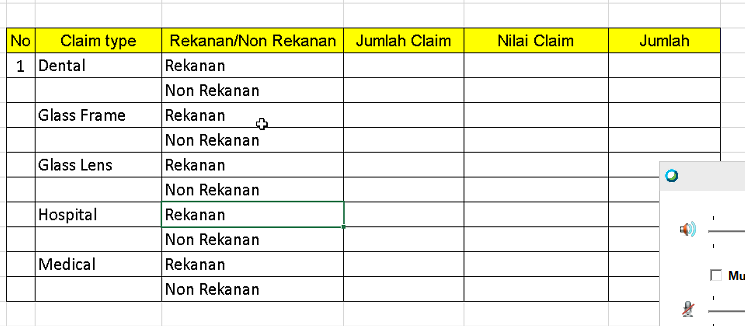 No Claim type Rekanan/Non Rekanan Jumlah Claim Nilai Claim Jumlah
1 Dental Rekanan
Non Rekanan
Glass Frame Rekanan
Non Rekanan
Glass Lens Rekanan
Non Rekanan
Hospital Rekanan
Non Rekanan
Medical Rekanan
Non Rekanan
Mu